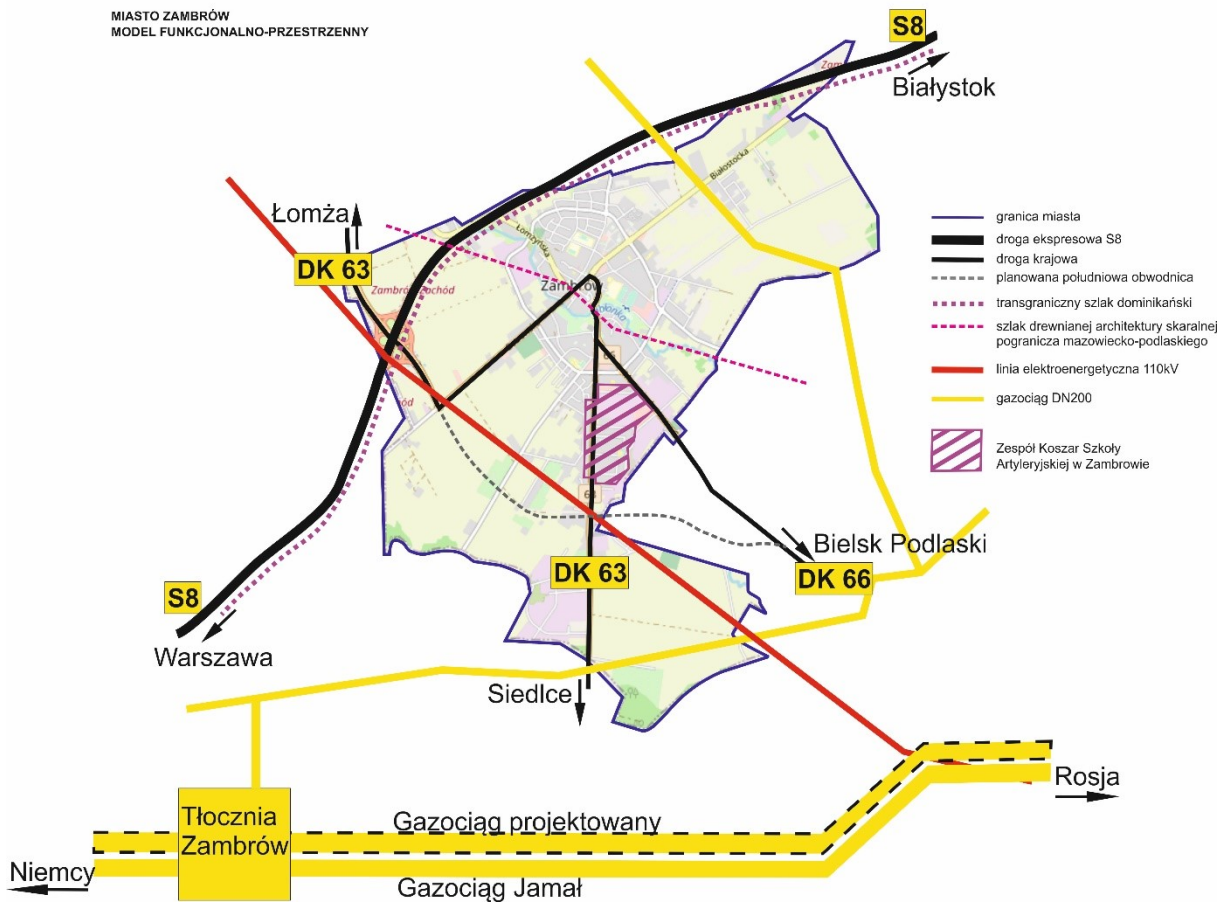 MIASTO ZAMBRÓW
MODEL FUNKCJONALNO-PRZESTRZENNY
S8
Białystok
Białostocka
Łomża
DK 63
Łomżyńska
Zambrów
Zambrów Zachód
granica miasta
droga ekspresowa S8
droga krajowa
planowana południowa obwodnica
transgraniczny szlak dominikański
szlak drewnianej architektury skaralnej
pogranicza mazowiecko-podlaskiego
linia elektroenergetyczna 110kV
gazociąg DN200
Zespół Koszar Szkoły
Artyleryjskiej w Zambrowie
63
Bielsk Podlaski
DK 63
DK 66
S8
Warszawa
Siedlce
Rosja
Tłocznia
Zambrów
Gazociąg projektowany
Niemcy
Gazociąg Jamał